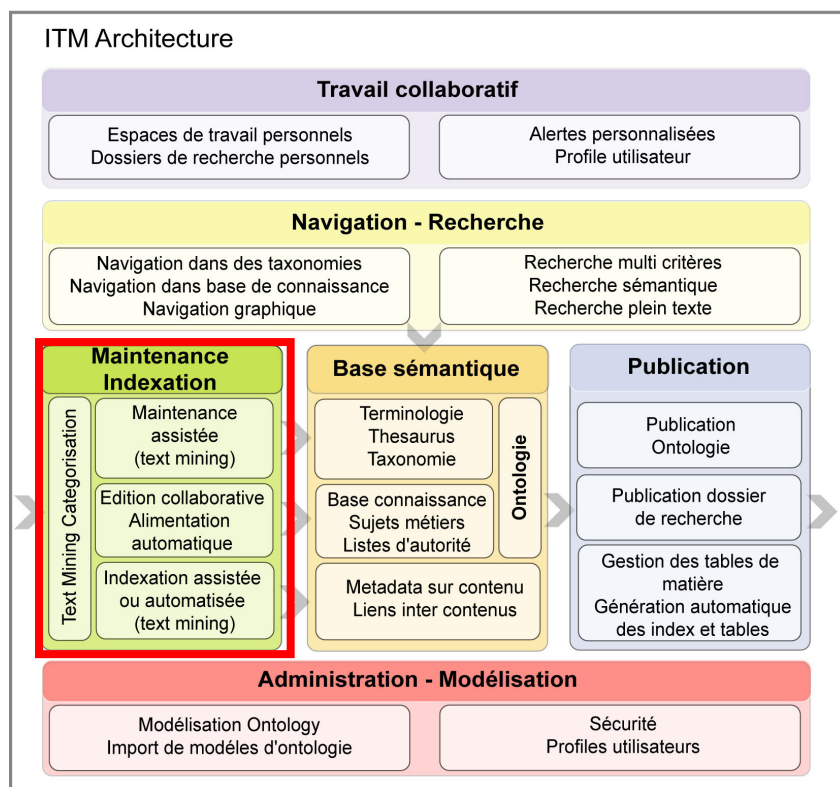 ITM Architecture
Travail collaboratif
Espaces de travail personnels
Dossiers de recherche personnels
Alertes personnalisées
Profile utilisateur
Navigation - Recherche
Navigation dans des taxonomies
Navigation dans base de connaissance
Navigation graphique
Recherche multi critères
Recherche sémantique
Recherche plein texte
Maintenance
Indexation
Text Mining Categorisation
Maintenance
assistée
(text mining)
Edition collaborative
Alimentation
automatique
Indexation assistée
ou automatisée
(text mining)
Base sémantique
Terminologie
Thesaurus
Taxonomie
Ontologie
Base connaissance
Sujets métiers
Listes d'autorité
Metadata sur contenu
Liens inter contenus
Publication
Publication
Ontologie
Publication dossier
de recherche
Gestion des tables de
matière
Génération automatique
des index et tables
Administration - Modélisation
Modélisation Ontology
Import de modéles d'ontologie
Sécurité
Profiles utilisateurs